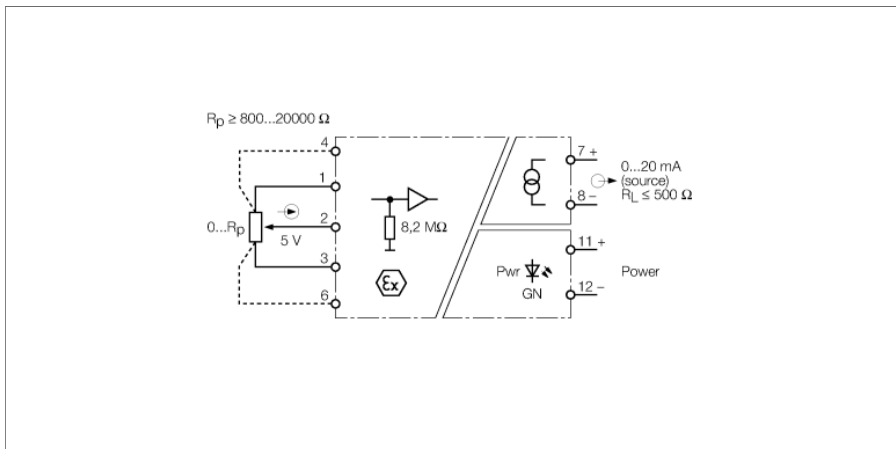 Rp ≥ 800...20000 Ω
4
1
0...Rp
2
5 V
3
6
8,2 MΩ
Ex
7 +
0...20 mA
(source)
RL ≤ 500 Ω
8 –
11 +
Pwr
GN
Power
12 –